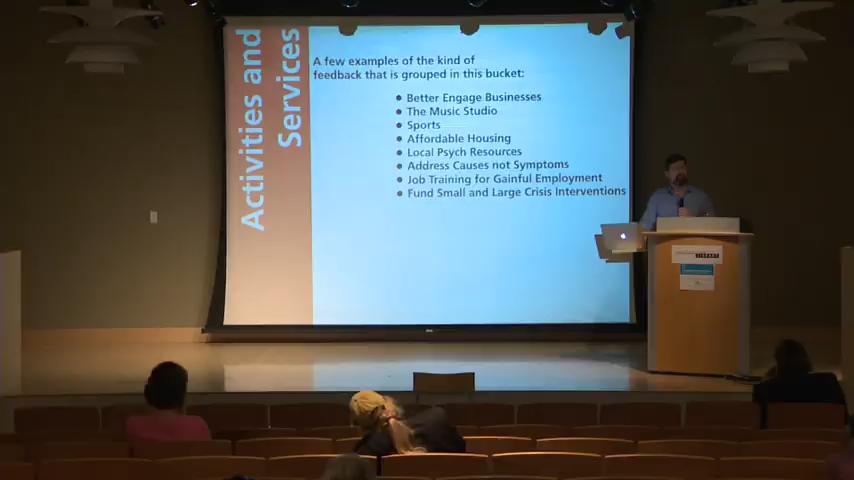 Activities and
Services
A few examples of the kind of
feedback that is grouped in this bucket:
• Better Engage Businesses
• The Music Studio
• Sports
• Affordable Housing
• Local Psych Resources
• Address Causes not Symptoms
• Job Training for Gainful Employment
• Fund Small and Large Crisis Interventions
LIBRARY